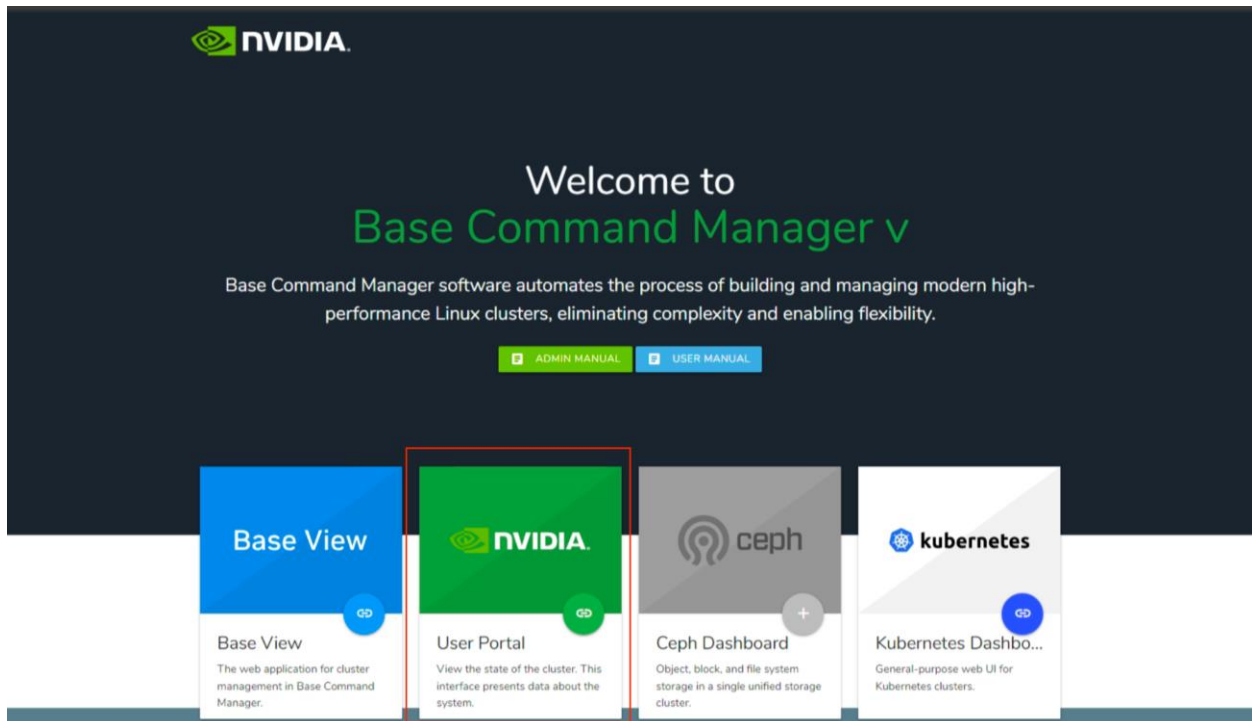 NVIDIA.
Welcome to
Base Command Manager v
Base Command Manager software automates the process of building and managing modern high-
performance Linux clusters, eliminating complexity and enabling flexibility.
ADMIN MANUAL
USER MANUAL
Base View
NVIDIA.
ceph
kubernetes
Base View
The web application for cluster
management in Base Command
Manager.
User Portal
View the state of the cluster. This
interface presents data about the
system.
Ceph Dashboard
Object, block, and file system
storage in a single unified storage
cluster.
Kubernetes Dashbo...
General-purpose web UI for
Kubernetes clusters.